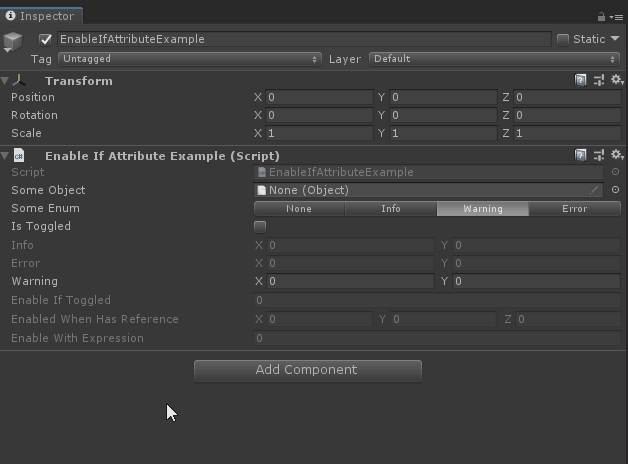 Inspector
EnableIfAttributeExample Static
Tag Untagged Layer Default
Transform
Position X 0 Y 0 Z 0
Rotation X 0 Y 0 Z 0
Scale X 1 Y 1 Z 1
C# Enable If Attribute Example (Script)
Script EnableIfAttributeExample
Some Object None (Object)
Some Enum None Info Warning Error
Is Toggled
Info X 0 Y 0
Error X 0 Y 0
Warning X 0 Y 0
Enable If Toggled 0
Enabled When Has Reference X 0 Y 0 Z 0
Enable With Expression 0
Add Component